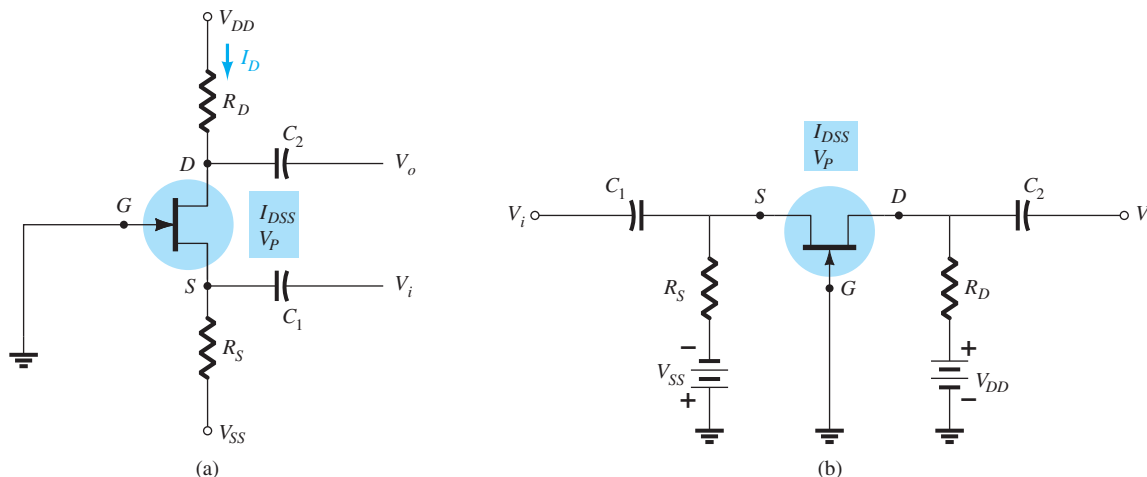 V_DD
I_D
R_D
C_2
D
V_o
G
I_DSS
V_P
S
V_i
C_1
R_S
V_SS
(a)
I_DSS
V_P
C_1
S
D
C_2
V_i
V
R_S
G
R_D
−
+
V_SS
V_DD
+
−
(b)